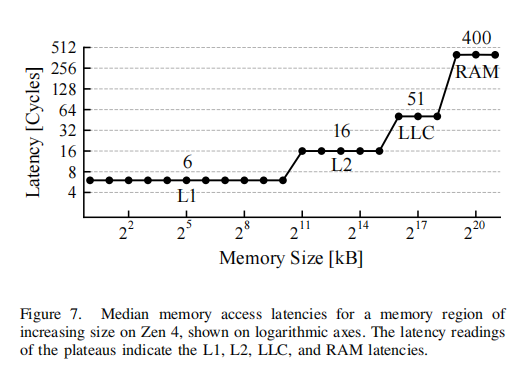 512
256
128
64
32
16
8
4
Latency [Cycles]
6
L1
16
L2
51
LLC
400
RAM
2^2 2^5 2^8 2^11 2^14 2^17 2^20
Memory Size [kB]
Figure 7. Median memory access latencies for a memory region of
increasing size on Zen 4, shown on logarithmic axes. The latency readings
of the plateaus indicate the L1, L2, LLC, and RAM latencies.